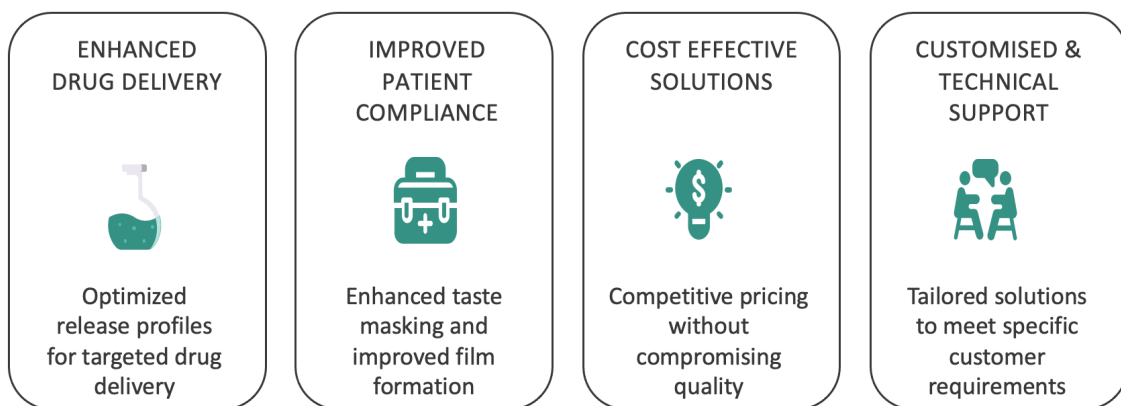 ENHANCED
DRUG DELIVERY
Optimized
release profiles
for targeted drug
delivery
IMPROVED
PATIENT
COMPLIANCE
Enhanced taste
masking and
improved film
formation
COST EFFECTIVE
SOLUTIONS
$
Competitive pricing
without
compromising
quality
CUSTOMISED &
TECHNICAL
SUPPORT
Tailored solutions
to meet specific
customer
requirements